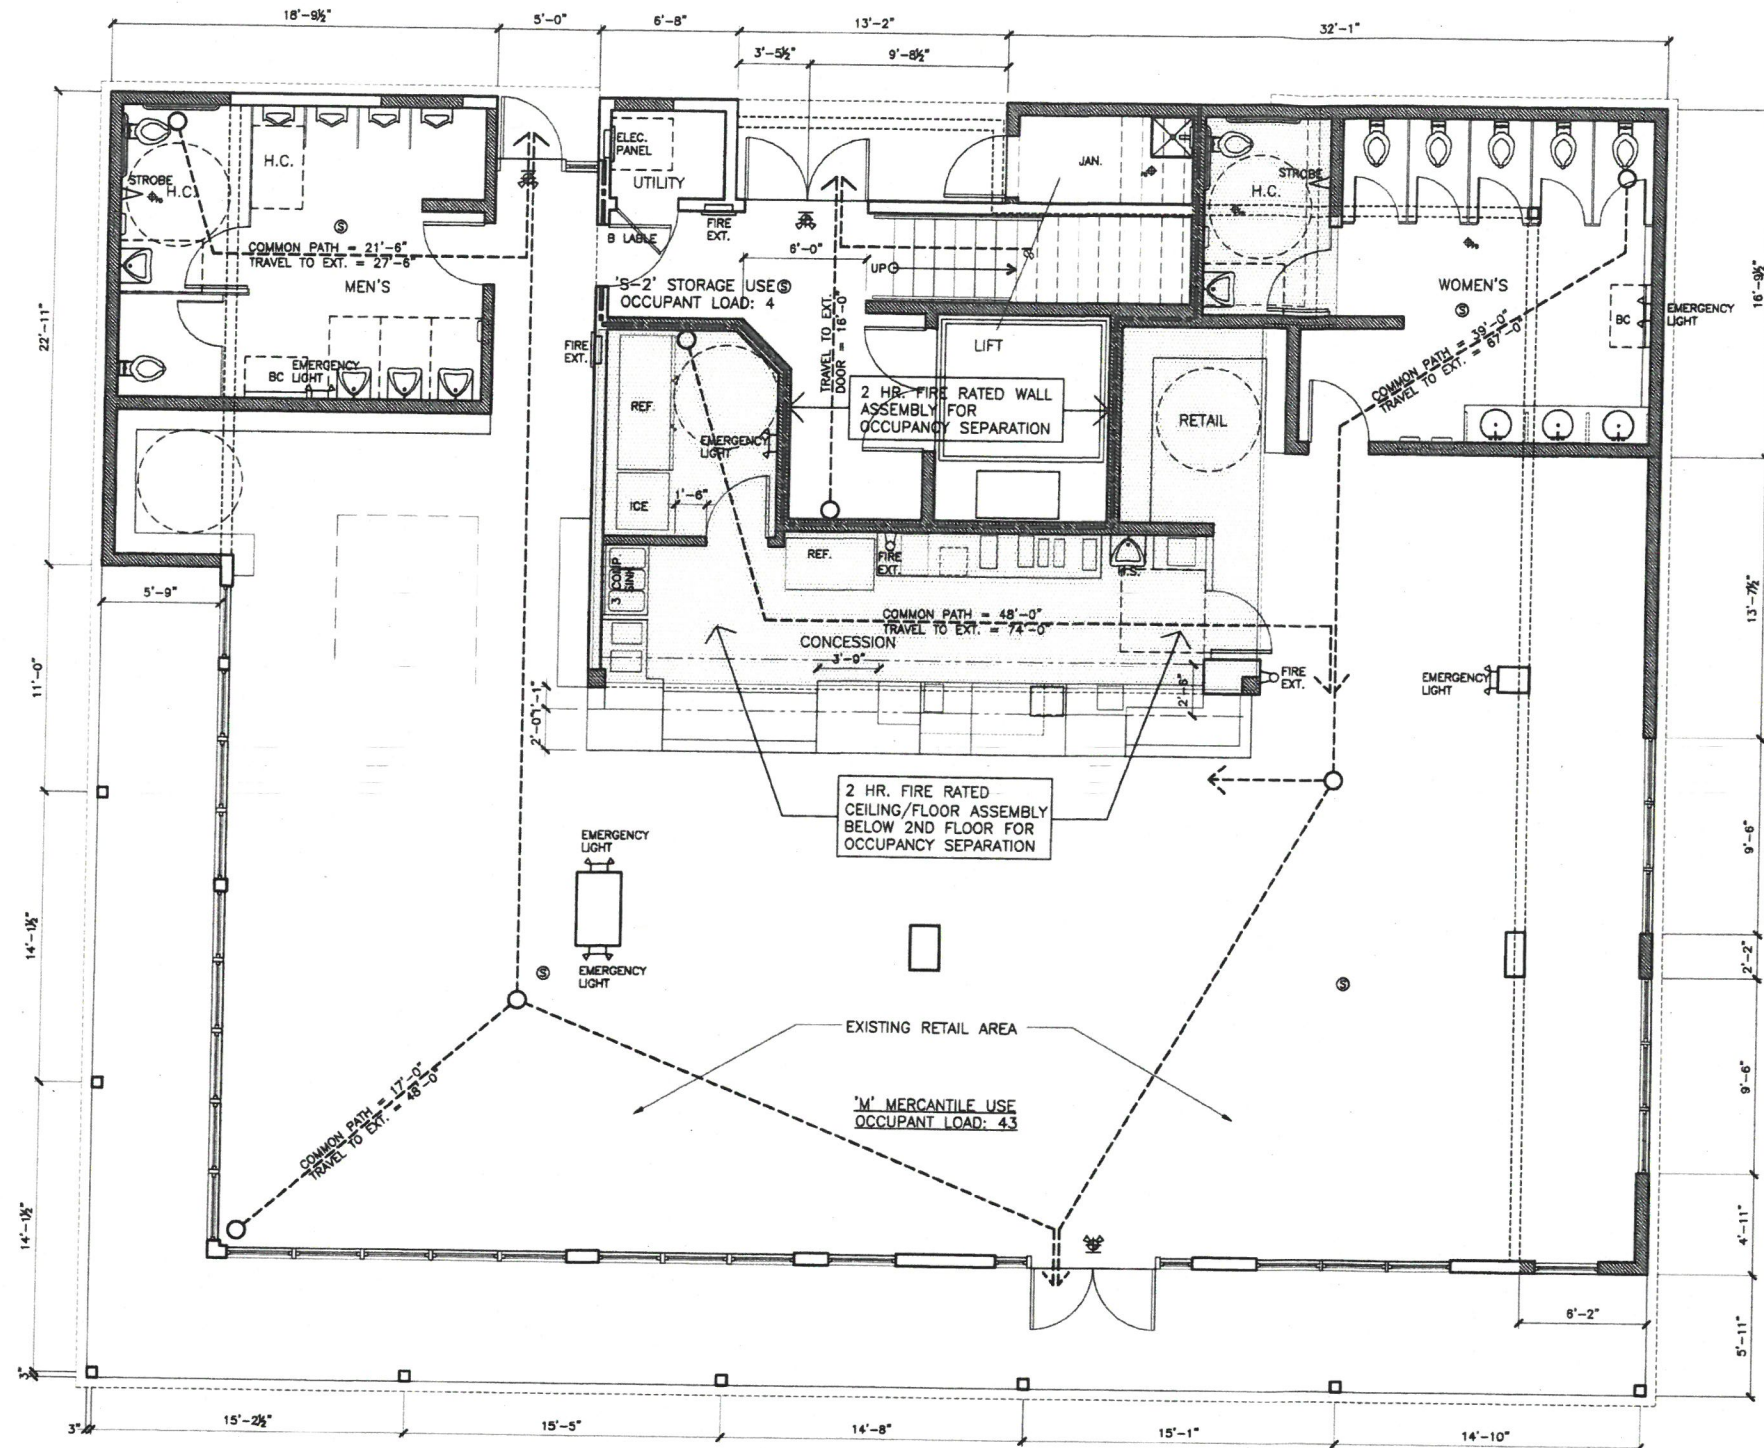 18'-9½"
5'-0"
6'-8"
13'-2"
32'-1"
3'-5½"
9'-8½"
ELEC.
PANEL
UTILITY
JAN.
H.C.
STROBE
H.C.
STROBE
H.C.
FIRE
EXT.
B LABLE
COMMON PATH = 21'-6"
TRAVEL TO EXT. = 27'-6"
MEN'S
6'-0"
UP
'S-2' STORAGE USE
OCCUPANT LOAD: 4
WOMEN'S
16'-9½"
22'-11"
EMERGENCY
LIGHT
BC
TRAVEL TO EXT.
DOOR = 16'-0"
COMMON PATH = 39'-0"
TRAVEL TO EXT. = 67'-0"
FIRE
EXT.
LIFT
EMERGENCY
LIGHT
BC
REF.
2 HR. FIRE RATED WALL
ASSEMBLY FOR
OCCUPANCY SEPARATION
RETAIL
EMERGENCY
LIGHT
ICE
1'-6"
3 COMP.
SINK
REF.
FIRE
EXT.
H.S.
5'-9"
13'-7½"
COMMON PATH = 48'-0"
TRAVEL TO EXT. = 74'-0"
CONCESSION
3'-0"
11'-0"
FIRE
EXT.
EMERGENCY
LIGHT
1'-1"
2'-0"
2'-6"
2 HR. FIRE RATED
CEILING/FLOOR ASSEMBLY
BELOW 2ND FLOOR FOR
OCCUPANCY SEPARATION
EMERGENCY
LIGHT
9'-6"
14'-1½"
EMERGENCY
LIGHT
S
S
2'-2"
EXISTING RETAIL AREA
9'-6"
COMMON PATH = 17'-0"
TRAVEL TO EXT. = 48'-0"
'M' MERCANTILE USE
OCCUPANT LOAD: 43
14'-1½"
4'-11"
6'-2"
5'-11"
3"
3"
15'-2½"
15'-5"
14'-8"
15'-1"
14'-10"